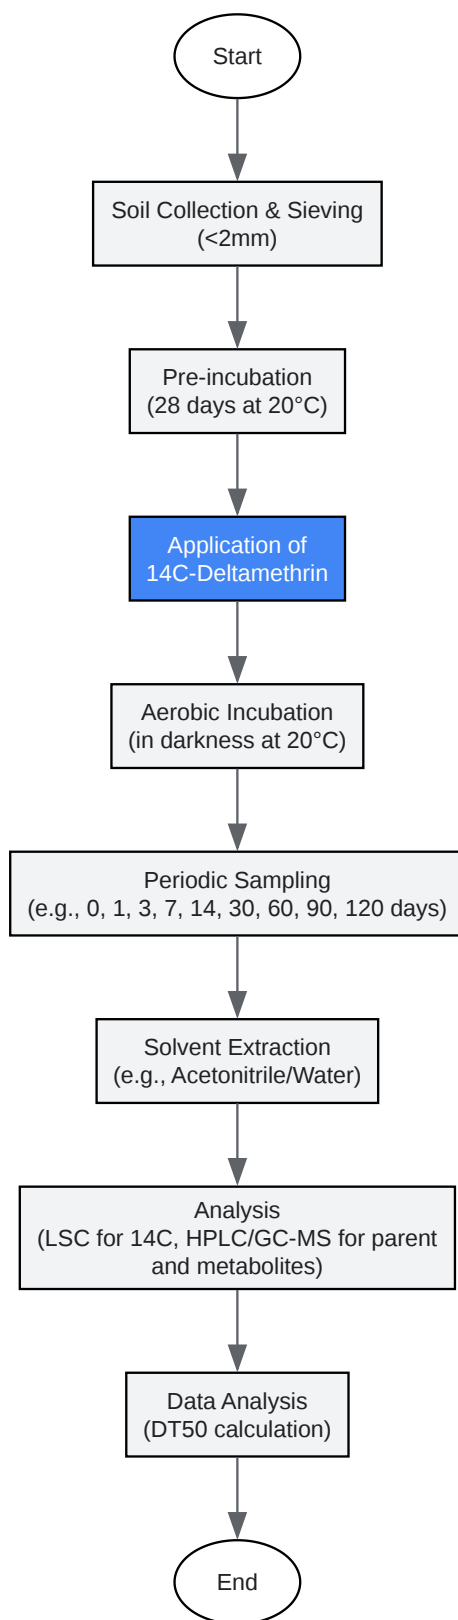 Start
Soil Collection & Sieving
(<2mm)
Pre-incubation
(28 days at 20°C)
Application of
14C-Deltamethrin
Aerobic Incubation
(in darkness at 20°C)
Periodic Sampling
(e.g., 0, 1, 3, 7, 14, 30, 60, 90, 120 days)
Solvent Extraction
(e.g., Acetonitrile/Water)
Analysis
(LSC for 14C, HPLC/GC-MS for parent
and metabolites)
Data Analysis
(DT50 calculation)
End